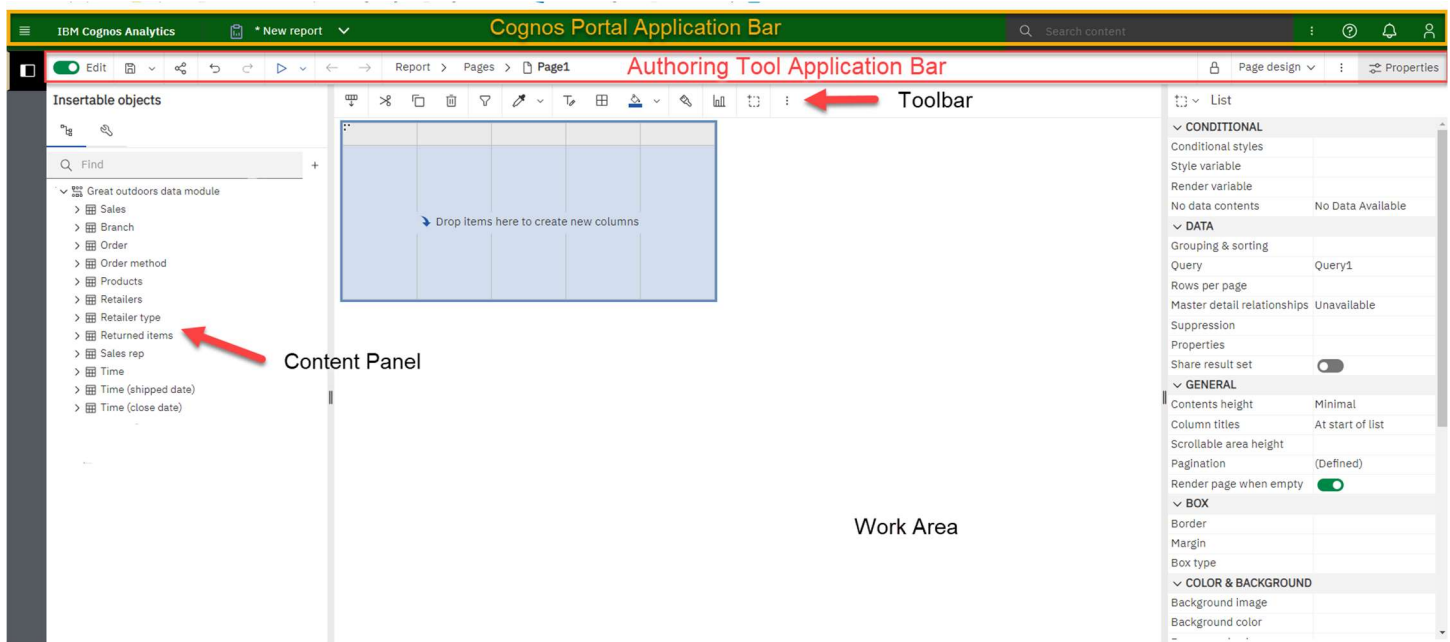 IBM Cognos Analytics * New report Cognos Portal Application Bar Search content
Edit Report > Pages > Page1 Authoring Tool Application Bar Page design Properties
Insertable objects
Toolbar
List
Find
Great outdoors data module
Sales
Branch
Order
Order method
Products
Retailers
Retailer type
Returned items
Sales rep
Time
Time (shipped date)
Time (close date)
Content Panel
Drop items here to create new columns
Work Area
CONDITIONAL
Conditional styles
Style variable
Render variable
No data contents No Data Available
DATA
Grouping & sorting
Query Query1
Rows per page
Master detail relationships Unavailable
Suppression
Properties
Share result set
GENERAL
Contents height Minimal
Column titles At start of list
Scrollable area height
Pagination (Defined)
Render page when empty
BOX
Border
Margin
Box type
COLOR & BACKGROUND
Background image
Background color